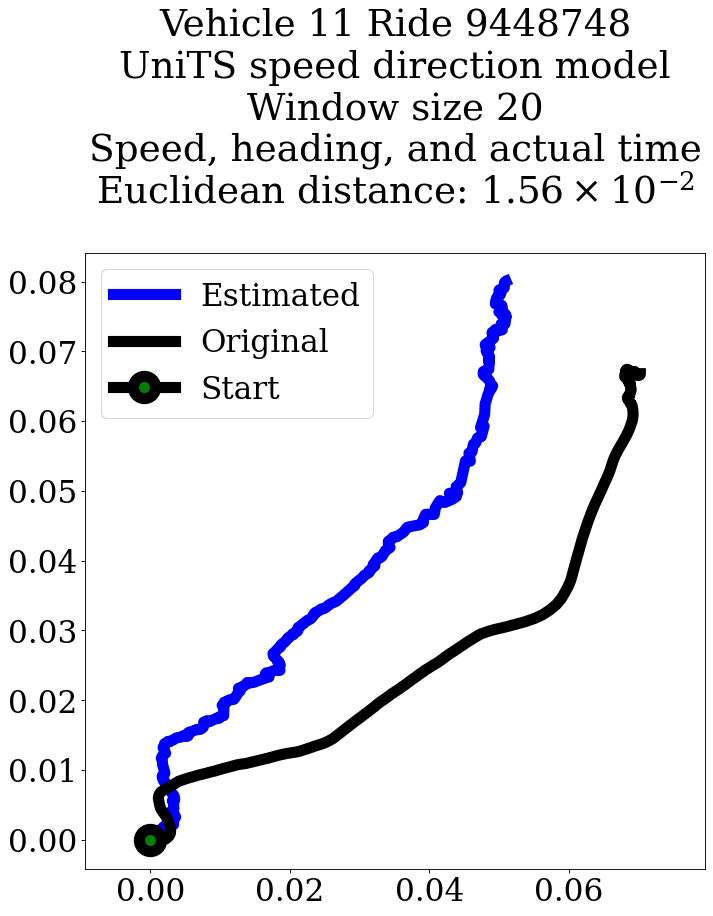 Vehicle 11 Ride 9448748
UniTS speed direction model
Window size 20
Speed, heading, and actual time
Euclidean distance: 1.56 × 10⁻²
Estimated
Original
Start
0.08
0.07
0.06
0.05
0.04
0.03
0.02
0.01
0.00
0.00 0.02 0.04 0.06